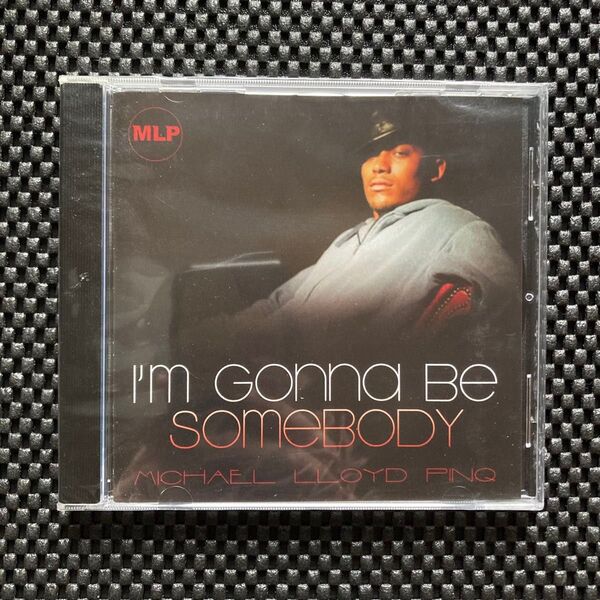 MLP
I'm Gonna Be
SOMEBODY
MICHAEL LLOYD PINQ